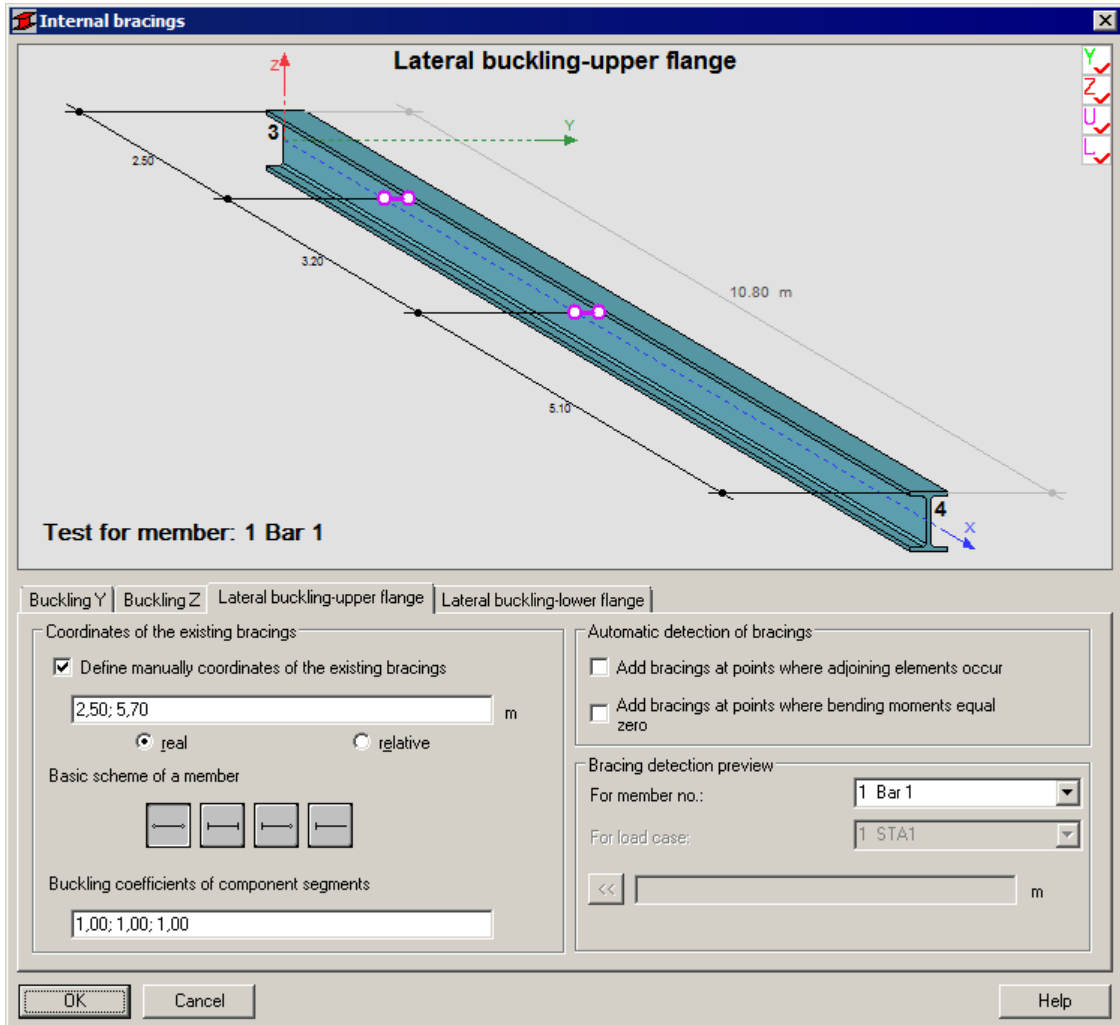 Internal bracings
Lateral buckling-upper flange
Z
Y
Y
Z
U
L
3
2.50
3.20
10.80 m
5.10
4
X
Test for member: 1 Bar 1
Buckling Y Buckling Z Lateral buckling-upper flange Lateral buckling-lower flange
Coordinates of the existing bracings
Define manually coordinates of the existing bracings
2,50; 5,70 m
real relative
Basic scheme of a member
Buckling coefficients of component segments
1,00; 1,00; 1,00
Automatic detection of bracings
Add bracings at points where adjoining elements occur
Add bracings at points where bending moments equal
zero
Bracing detection preview
For member no.: 1 Bar 1
For load case: 1 STA1
<< m
OK Cancel Help